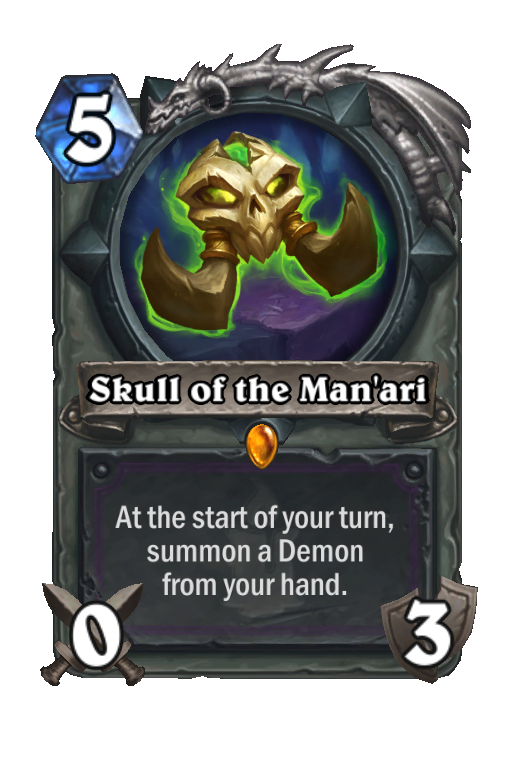 5
Skull of the Man'ari
At the start of your turn,
summon a Demon
from your hand.
0
3